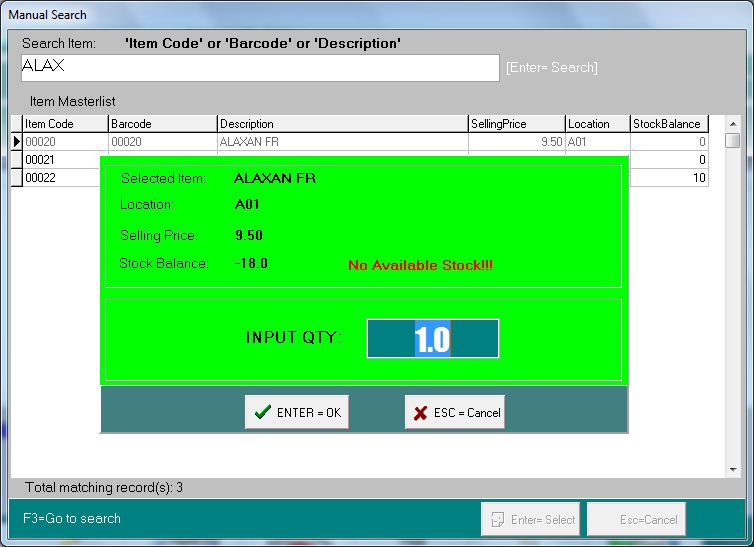 Manual Search
Search Item: 'Item Code' or 'Barcode' or 'Description'
ALAX [Enter= Search]
Item Masterlist
Item Code Barcode Description SellingPrice Location StockBalance
00020 00020 ALAXAN FR 9.50 A01 0
00021 0
00022 10
Selected Item: ALAXAN FR
Location: A01
Selling Price: 9.50
Stock Balance: -18.0 No Available Stock!!!
INPUT QTY: 1.0
ENTER = OK ESC = Cancel
Total matching record(s): 3
F3=Go to search Enter= Select Esc=Cancel